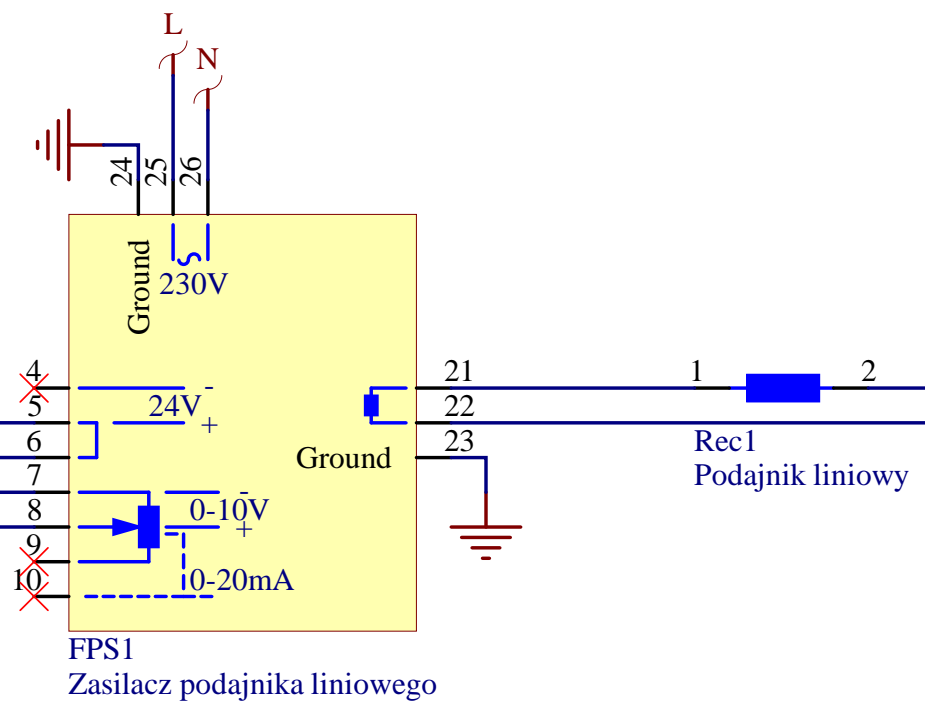 L
N
24
25
26
Ground
230V
4
-
24V
5
+
6
7
-
0-10V
8
+
9
10
0-20mA
21
22
23
Ground
1
2
Rec1
Podajnik liniowy
FPS1
Zasilacz podajnika liniowego